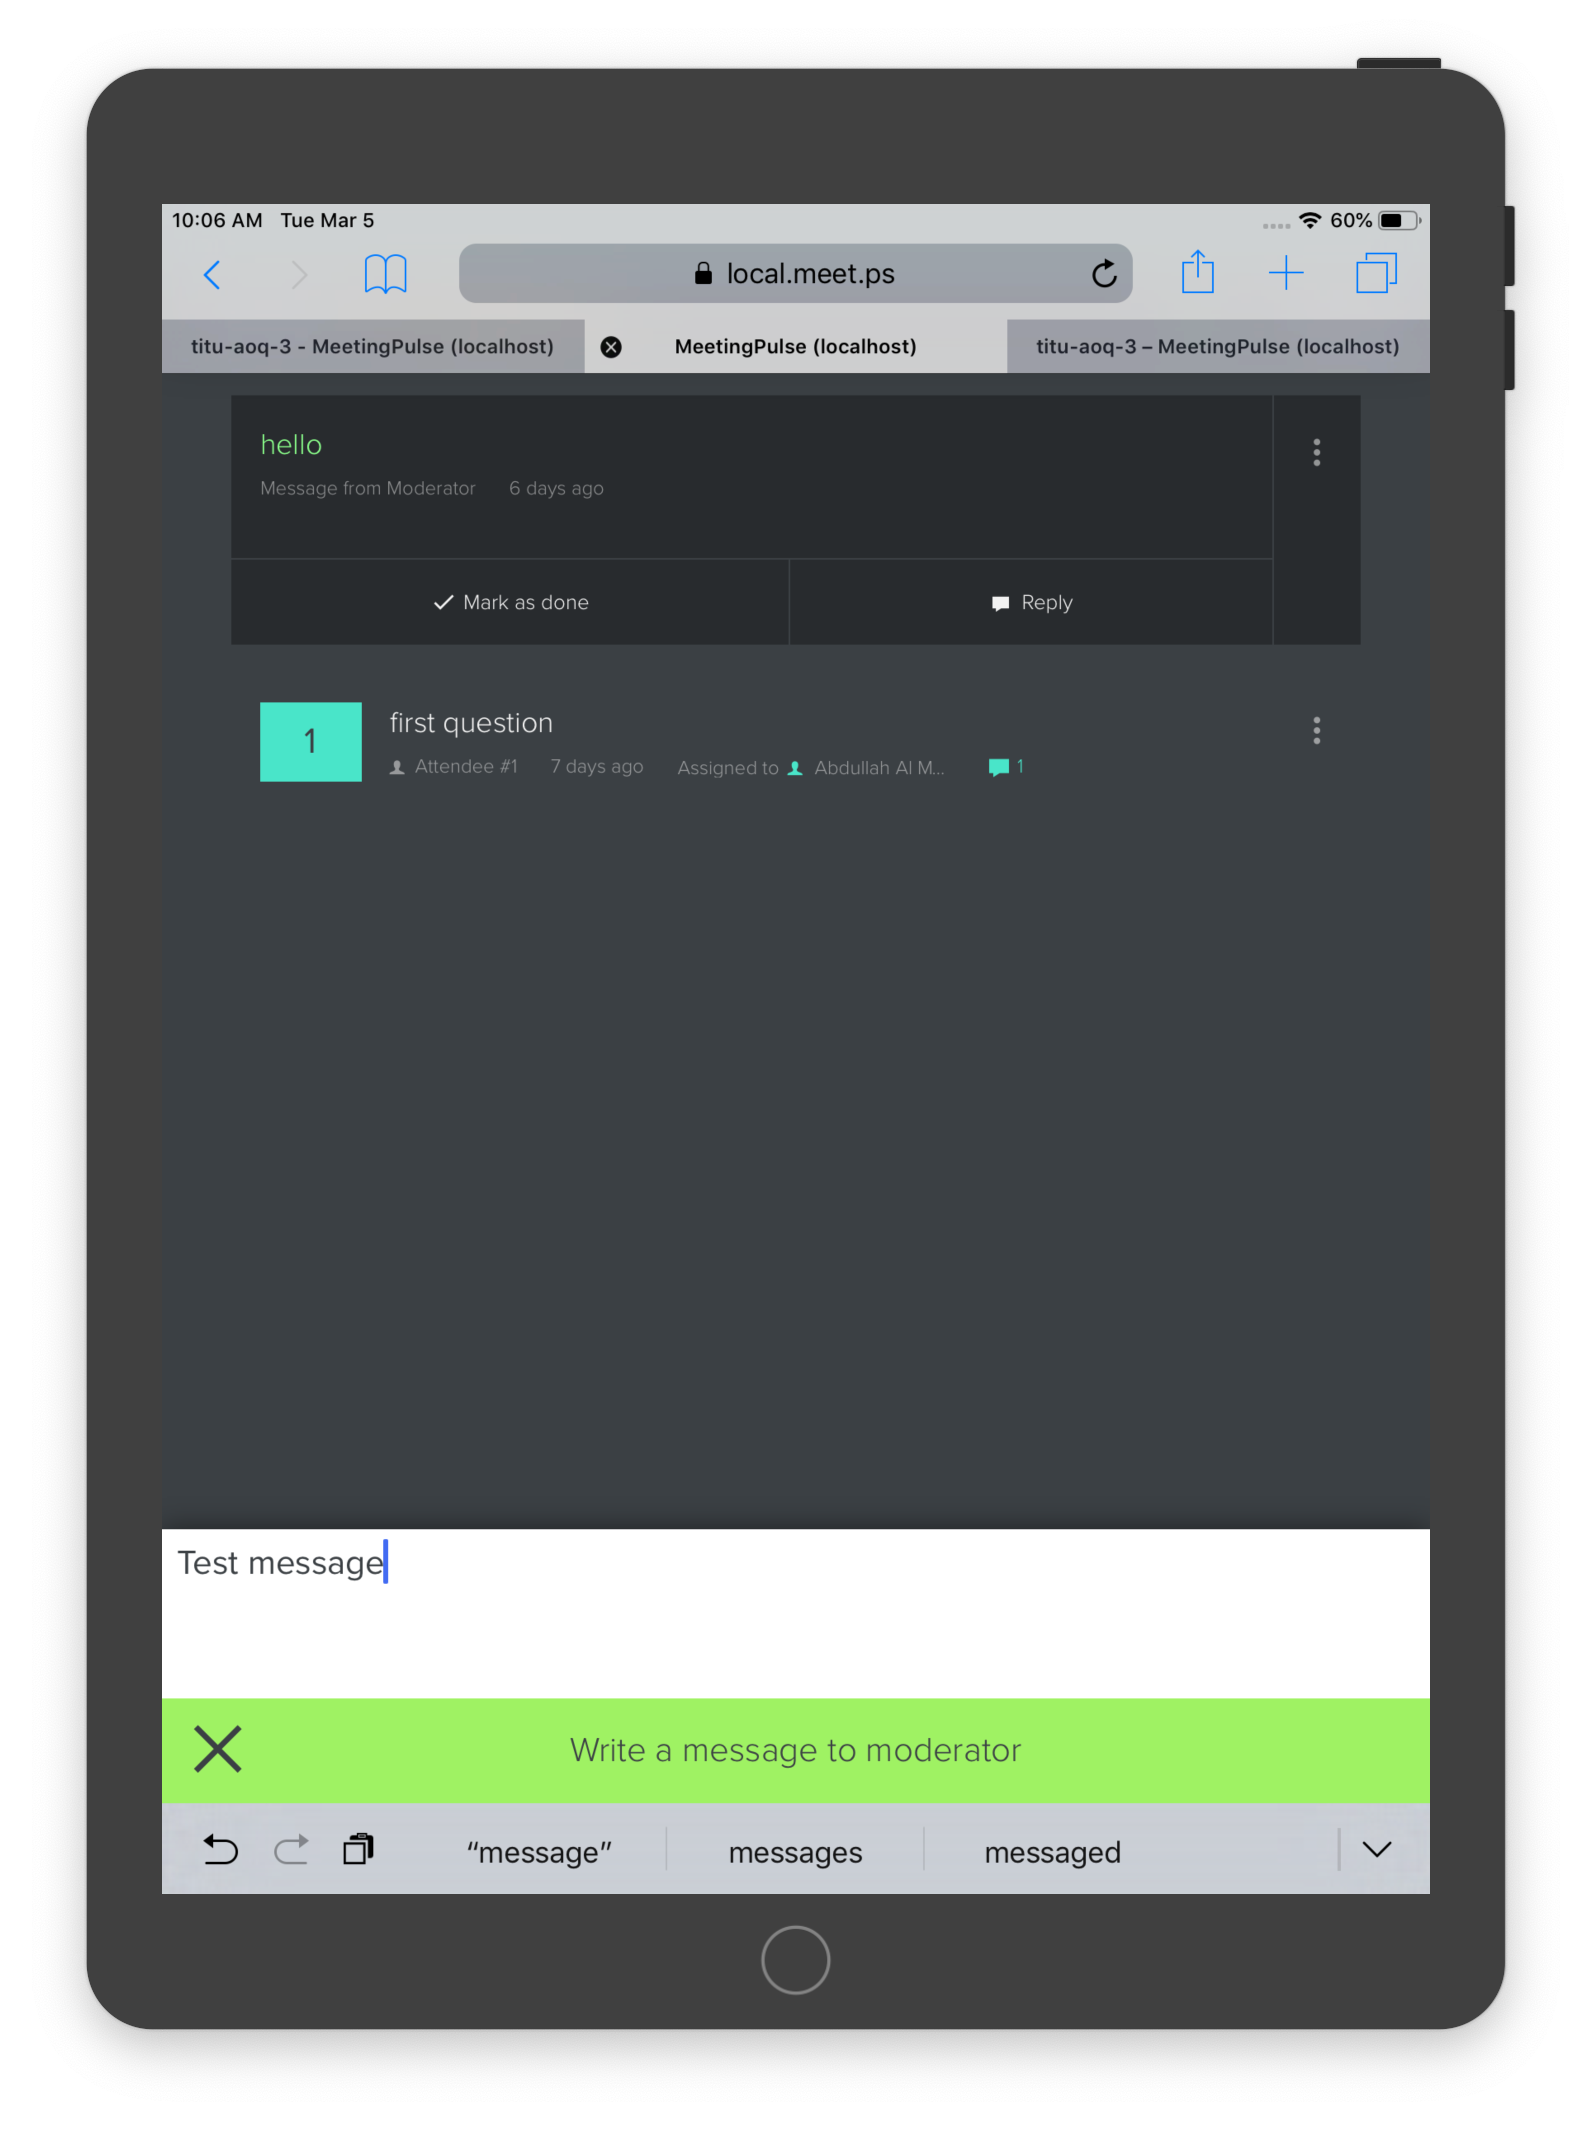 10:06 AM Tue Mar 5 60%
local.meet.ps
titu-aoq-3 - MeetingPulse (localhost) MeetingPulse (localhost) titu-aoq-3 – MeetingPulse (localhost)
hello
Message from Moderator 6 days ago
Mark as done Reply
1 first question
Attendee #1 7 days ago Assigned to Abdullah Al M... 1
Test message
Write a message to moderator
“message” messages messaged